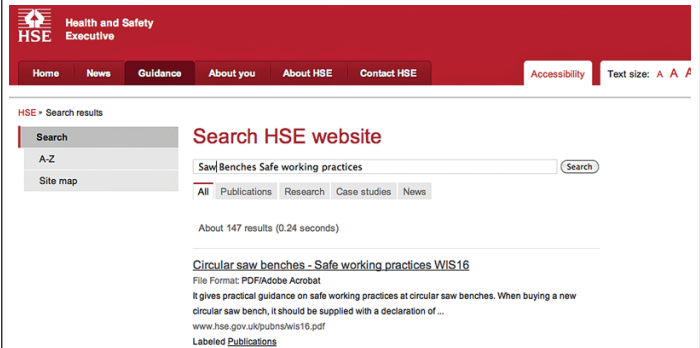 HSE
Health and Safety
Executive
Home News Guidance About you About HSE Contact HSE Accessibility Text size: A A A
HSE ▸ Search results
Search
A-Z
Site map
Search HSE website
Saw Benches Safe working practices Search
All Publications Research Case studies News
About 147 results (0.24 seconds)
Circular saw benches - Safe working practices WIS16
File Format: PDF/Adobe Acrobat
It gives practical guidance on safe working practices at circular saw benches. When buying a new
circular saw bench, it should be supplied with a declaration of ...
www.hse.gov.uk/pubns/wis16.pdf
Labeled Publications